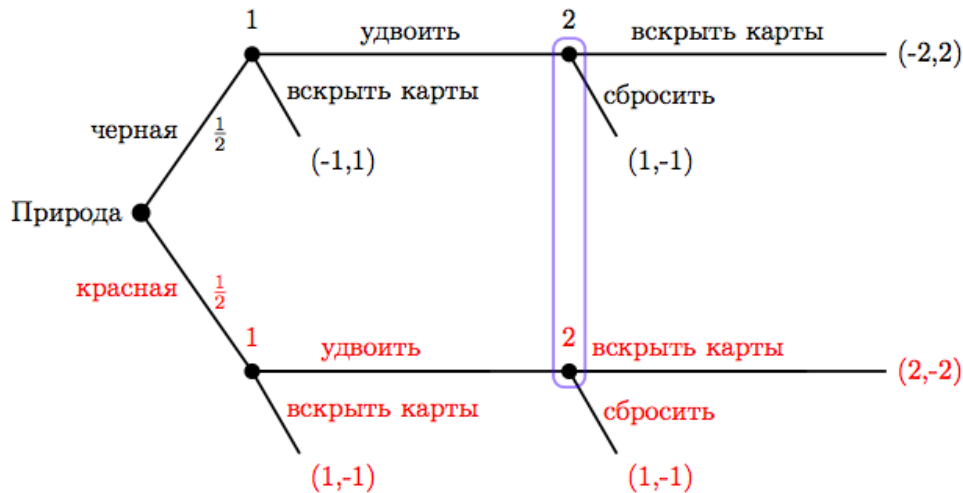 1
удвоить
2
вскрыть карты
(-2,2)
вскрыть карты
сбросить
черная
1/2
(-1,1)
(1,-1)
Природа
красная
1/2
1
удвоить
2
вскрыть карты
(2,-2)
вскрыть карты
сбросить
(1,-1)
(1,-1)